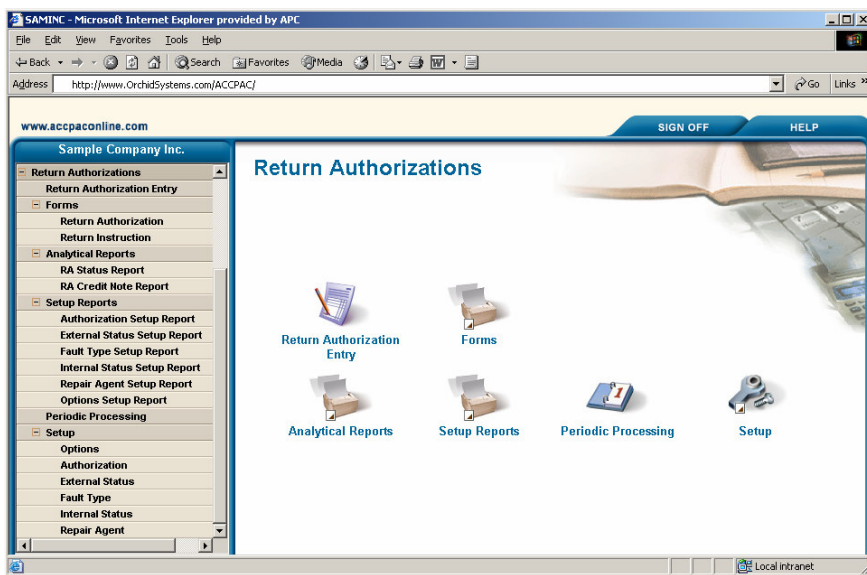 SAMINC - Microsoft Internet Explorer provided by APC
File Edit View Favorites Tools Help
Back Search Favorites Media
Address http://www.OrchidSystems.com/ACCPAC/ Go Links »
www.accpaconline.com
SIGN OFF HELP
Sample Company Inc.
Return Authorizations
Return Authorization Entry
Forms
Return Authorization
Return Instruction
Analytical Reports
RA Status Report
RA Credit Note Report
Setup Reports
Authorization Setup Report
External Status Setup Report
Fault Type Setup Report
Internal Status Setup Report
Repair Agent Setup Report
Options Setup Report
Periodic Processing
Setup
Options
Authorization
External Status
Fault Type
Internal Status
Repair Agent
Return Authorizations
Return Authorization
Entry
Forms
Analytical Reports
Setup Reports
1
Periodic Processing
Setup
Local intranet